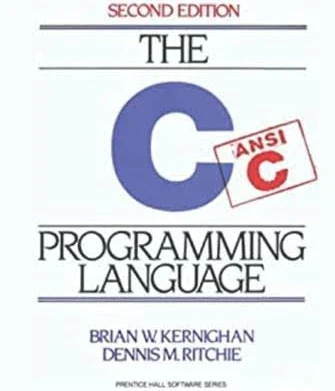 SECOND EDITION
THE
C
ANSI
C
PROGRAMMING
LANGUAGE
BRIAN W. KERNIGHAN
DENNIS M. RITCHIE
PRENTICE HALL SOFTWARE SERIES